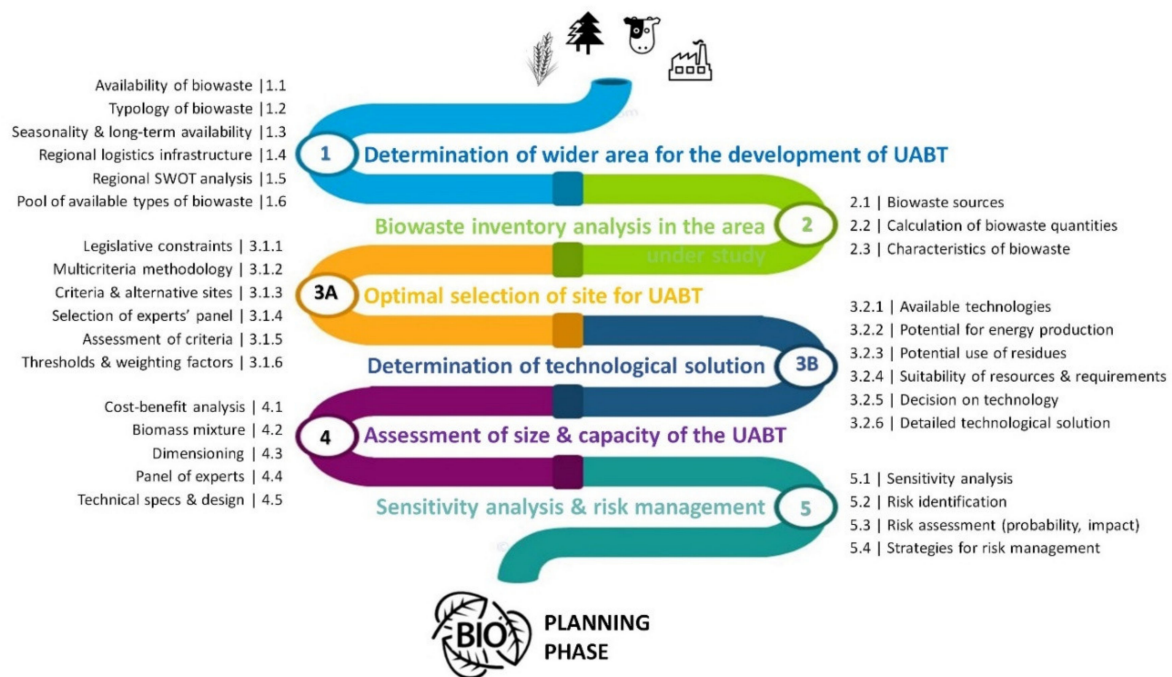 Availability of biowaste |1.1
Typology of biowaste |1.2
Seasonality & long-term availability |1.3
Regional logistics infrastructure |1.4
Regional SWOT analysis |1.5
Pool of available types of biowaste |1.6
1
Determination of wider area for the development of UABT
Biowaste inventory analysis in the area
under study
2
2.1 | Biowaste sources
2.2 | Calculation of biowaste quantities
2.3 | Characteristics of biowaste
Legislative constraints | 3.1.1
Multicriteria methodology | 3.1.2
Criteria & alternative sites | 3.1.3
Selection of experts' panel | 3.1.4
Assessment of criteria | 3.1.5
Thresholds & weighting factors | 3.1.6
3A
Optimal selection of site for UABT
Determination of technological solution
3B
3.2.1 | Available technologies
3.2.2 | Potential for energy production
3.2.3 | Potential use of residues
3.2.4 | Suitability of resources & requirements
3.2.5 | Decision on technology
3.2.6 | Detailed technological solution
Cost-benefit analysis | 4.1
Biomass mixture | 4.2
Dimensioning | 4.3
Panel of experts | 4.4
Technical specs & design | 4.5
4
Assessment of size & capacity of the UABT
Sensitivity analysis & risk management
5
5.1 | Sensitivity analysis
5.2 | Risk identification
5.3 | Risk assessment (probability, impact)
5.4 | Strategies for risk management
BIO
PLANNING
PHASE